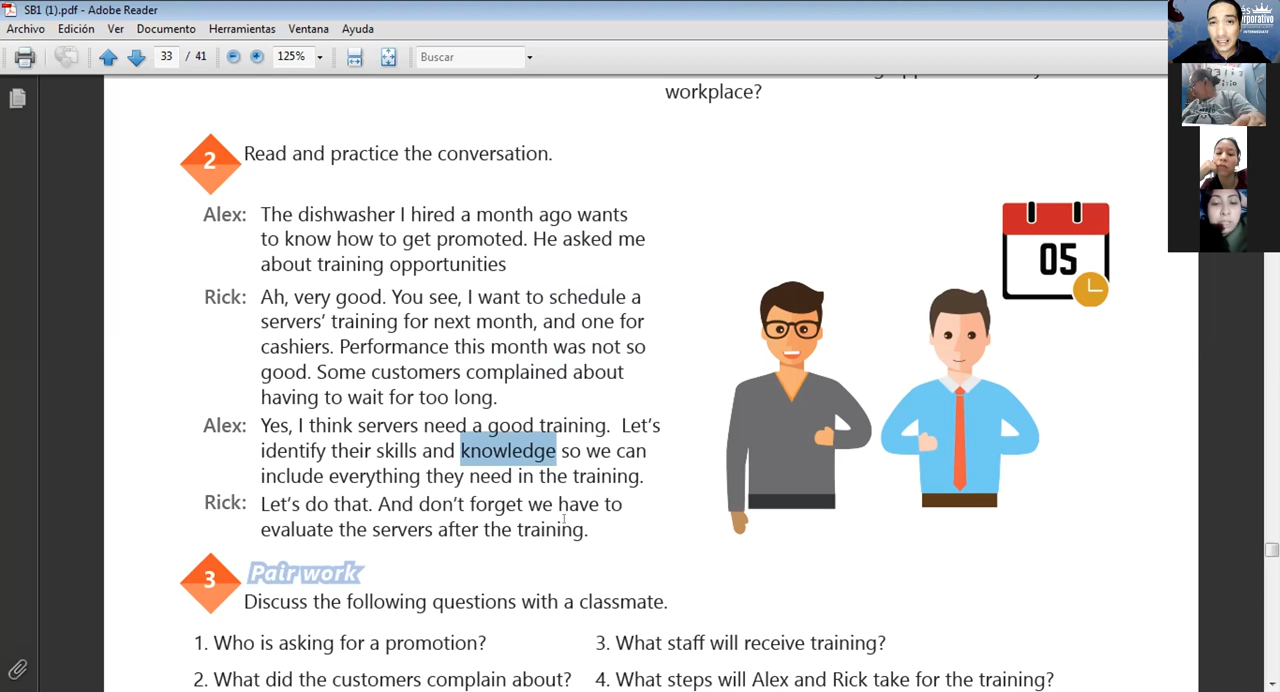 SB1 (1).pdf - Adobe Reader
Archivo Edición Ver Documento Herramientas Ventana Ayuda
33 / 41 125% Buscar
workplace?
2 Read and practice the conversation.
Alex: The dishwasher I hired a month ago wants
to know how to get promoted. He asked me
about training opportunities
Rick: Ah, very good. You see, I want to schedule a
servers' training for next month, and one for
cashiers. Performance this month was not so
good. Some customers complained about
having to wait for too long.
Alex: Yes, I think servers need a good training. Let's
identify their skills and knowledge so we can
include everything they need in the training.
Rick: Let's do that. And don't forget we have to
evaluate the servers after the training.
05
3 Pair work
Discuss the following questions with a classmate.
1. Who is asking for a promotion? 3. What staff will receive training?
2. What did the customers complain about? 4. What steps will Alex and Rick take for the training?
INTERMEDIATE